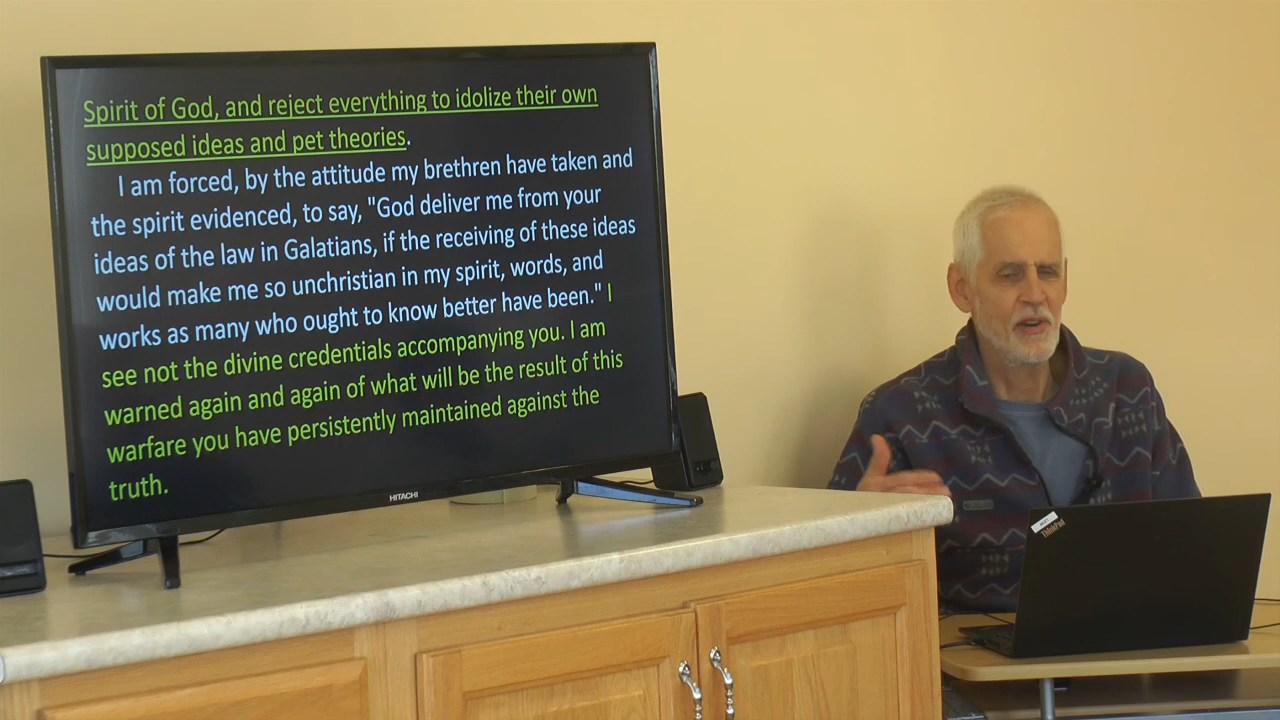 Spirit of God, and reject everything to idolize their own
supposed ideas and pet theories.
I am forced, by the attitude my brethren have taken and
the spirit evidenced, to say, "God deliver me from your
ideas of the law in Galatians, if the receiving of these ideas
would make me so unchristian in my spirit, words, and
works as many who ought to know better have been." I
see not the divine credentials accompanying you. I am
warned again and again of what will be the result of this
warfare you have persistently maintained against the
truth.
HITACHI
ThinkPad